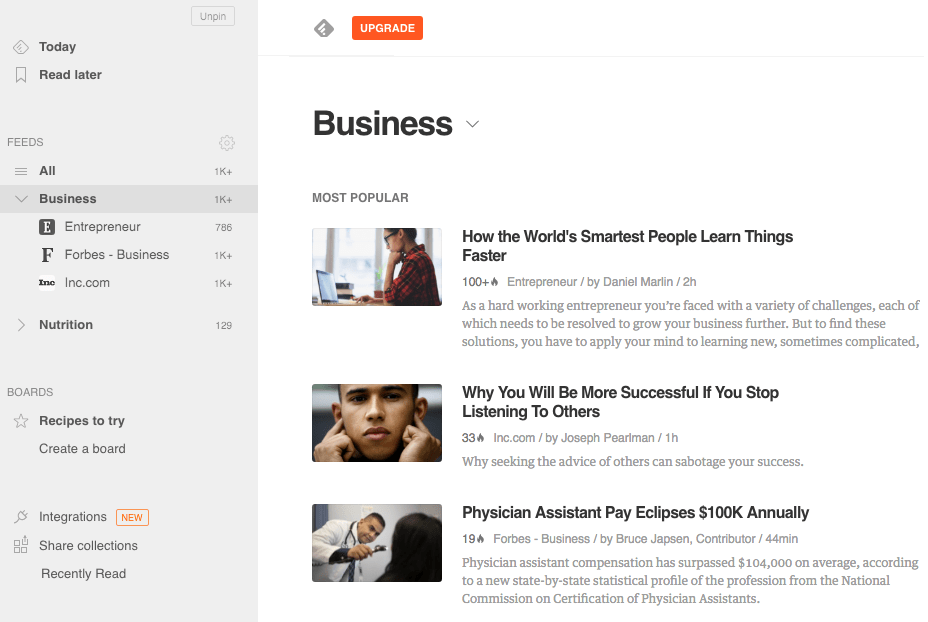 Unpin
Today
Read later
FEEDS
All 1K+
Business 1K+
E Entrepreneur 786
F Forbes - Business 1K+
Inc Inc.com 1K+
Nutrition 129
BOARDS
Recipes to try
Create a board
Integrations NEW
Share collections
Recently Read
UPGRADE
Business
MOST POPULAR
How the World's Smartest People Learn Things
Faster
100+ Entrepreneur / by Daniel Marlin / 2h
As a hard working entrepreneur you’re faced with a variety of challenges, each of
which needs to be resolved to grow your business further. But to find these
solutions, you have to apply your mind to learning new, sometimes complicated,
Why You Will Be More Successful If You Stop
Listening To Others
33 Inc.com / by Joseph Pearlman / 1h
Why seeking the advice of others can sabotage your success.
Physician Assistant Pay Eclipses $100K Annually
19 Forbes - Business / by Bruce Japsen, Contributor / 44min
Physician assistant compensation has surpassed $104,000 on average, according
to a new state-by-state statistical profile of the profession from the National
Commission on Certification of Physician Assistants.